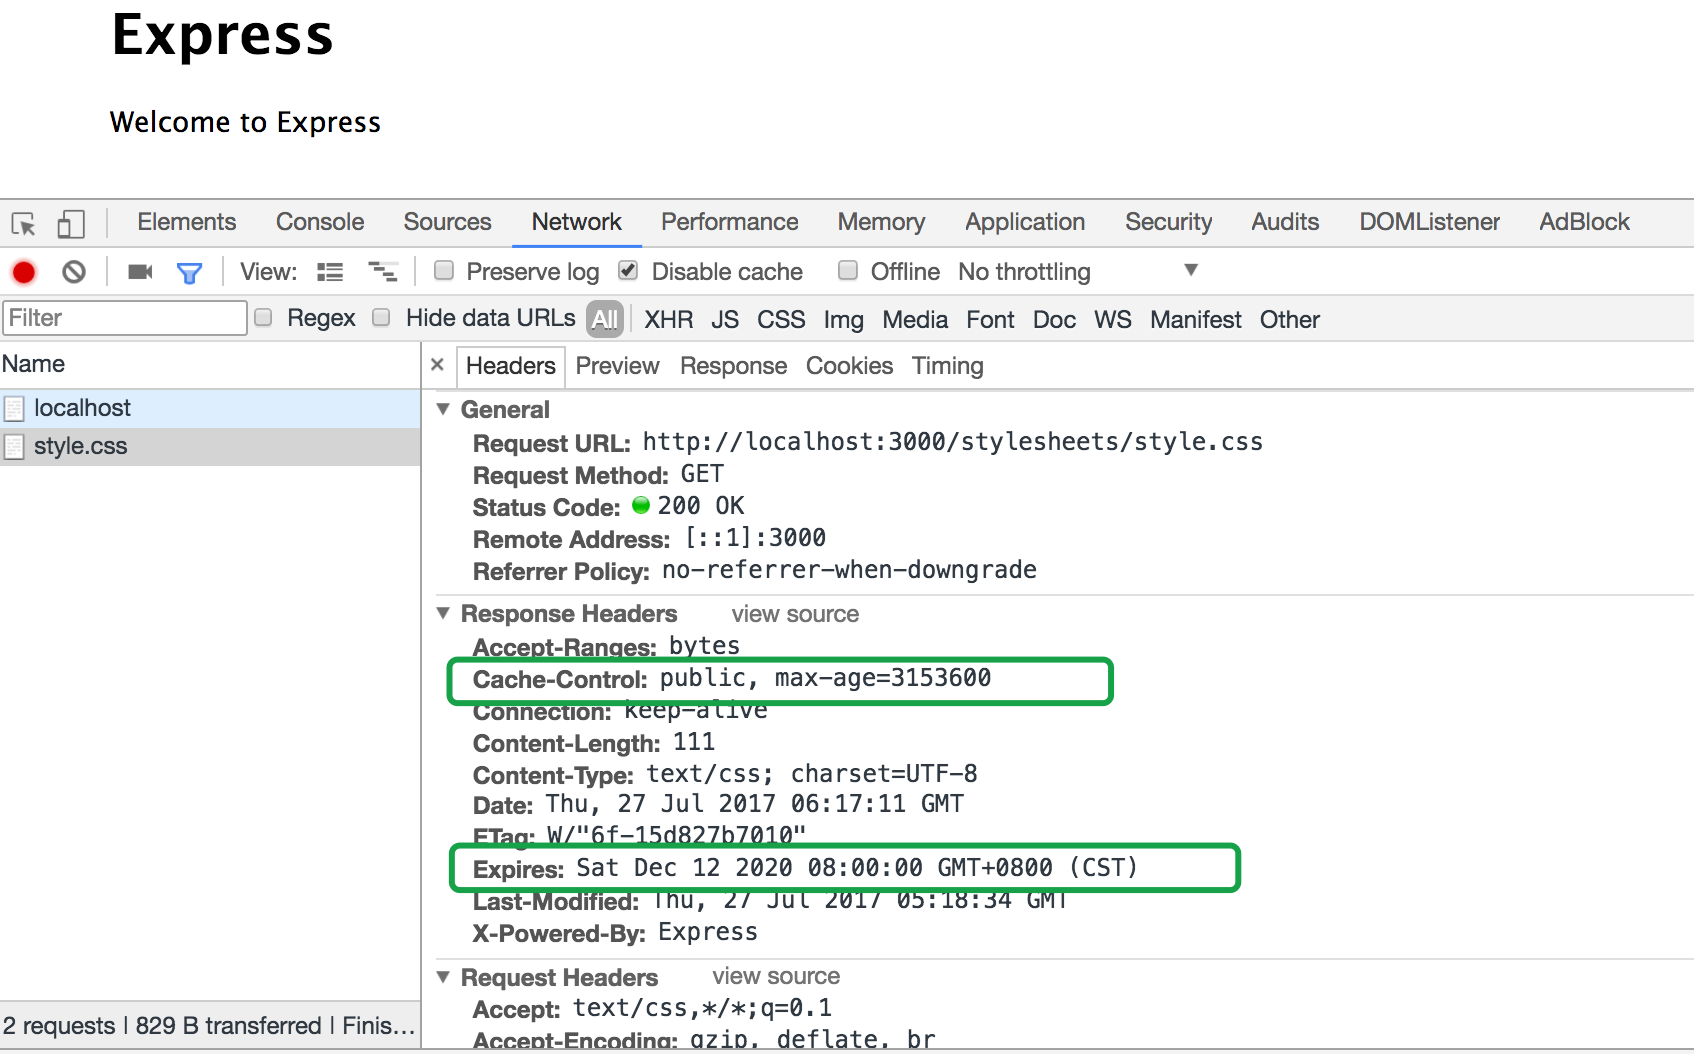 Express
Welcome to Express
Elements Console Sources Network Performance Memory Application Security Audits DOMListener AdBlock
View: Preserve log Disable cache Offline No throttling
Filter Regex Hide data URLs All XHR JS CSS Img Media Font Doc WS Manifest Other
Name
× Headers Preview Response Cookies Timing
localhost
style.css
General
Request URL: http://localhost:3000/stylesheets/style.css
Request Method: GET
Status Code: 200 OK
Remote Address: [::1]:3000
Referrer Policy: no-referrer-when-downgrade
Response Headers view source
Accept-Ranges: bytes
Cache-Control: public, max-age=3153600
Connection: keep-alive
Content-Length: 111
Content-Type: text/css; charset=UTF-8
Date: Thu, 27 Jul 2017 06:17:11 GMT
ETag: W/"6f-15d827b7010"
Expires: Sat Dec 12 2020 08:00:00 GMT+0800 (CST)
Last-Modified: Thu, 27 Jul 2017 05:18:34 GMT
X-Powered-By: Express
Request Headers view source
Accept: text/css,*/*;q=0.1
Accept-Encoding: gzip, deflate, br
2 requests | 829 B transferred | Finis...